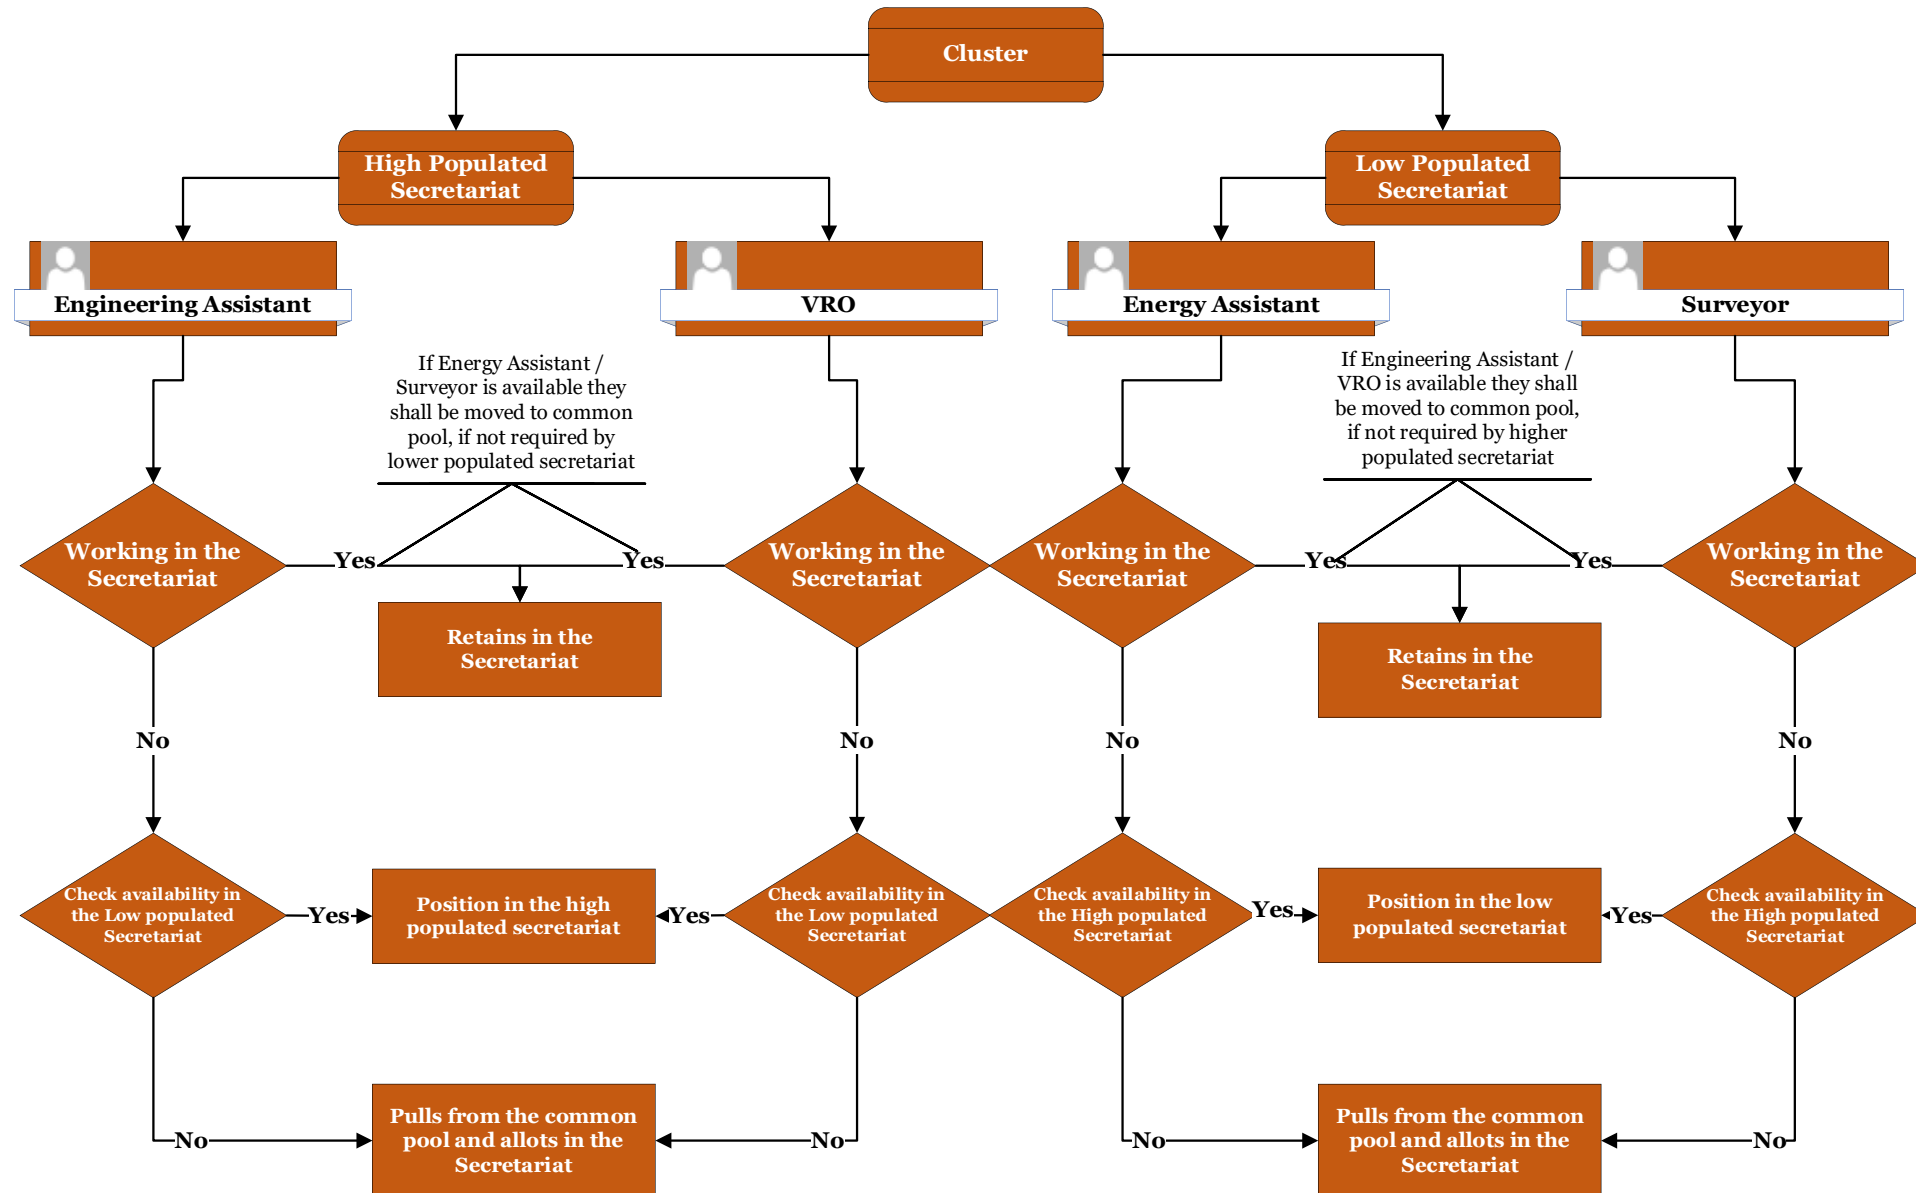 Cluster
High Populated
Secretariat
Low Populated
Secretariat
Engineering Assistant
VRO
Energy Assistant
Surveyor
If Energy Assistant /
Surveyor is available they
shall be moved to common
pool, if not required by
lower populated secretariat
If Engineering Assistant /
VRO is available they shall
be moved to common pool,
if not required by higher
populated secretariat
Working in the
Secretariat
Yes
Yes
Working in the
Secretariat
Working in the
Secretariat
Yes
Yes
Working in the
Secretariat
Retains in the
Secretariat
Retains in the
Secretariat
No
No
No
No
Check availability in
the Low populated
Secretariat
Yes
Position in the high
populated secretariat
Yes
Check availability in
the Low populated
Secretariat
Check availability in
the High populated
Secretariat
Yes
Position in the low
populated secretariat
Yes
Check availability in
the High populated
Secretariat
No
Pulls from the common
pool and allots in the
Secretariat
No
No
Pulls from the common
pool and allots in the
Secretariat
No